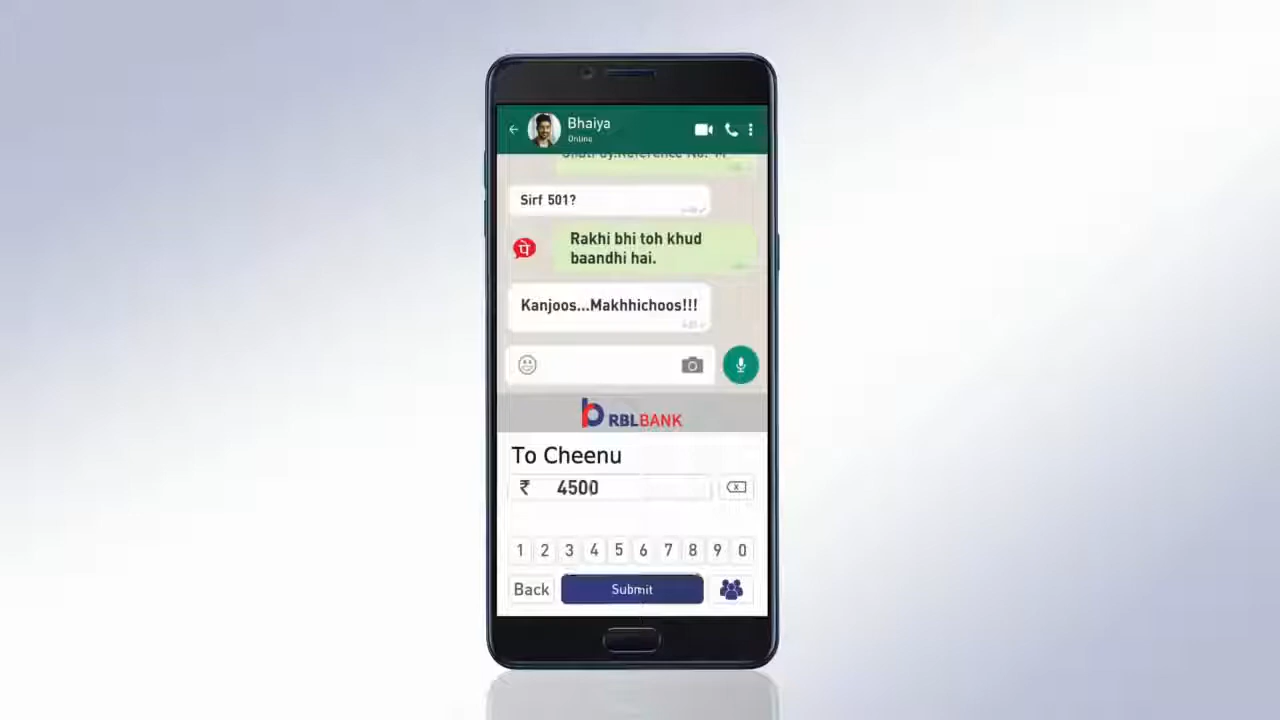 Bhaiya
Online
Sirf 501?
Rakhi bhi toh khud
baandhi hai.
पे
Kanjoos...Makhhichoos!!!
RBLBANK
To Cheenu
₹ 4500
1 2 3 4 5 6 7 8 9 0
Back Submit